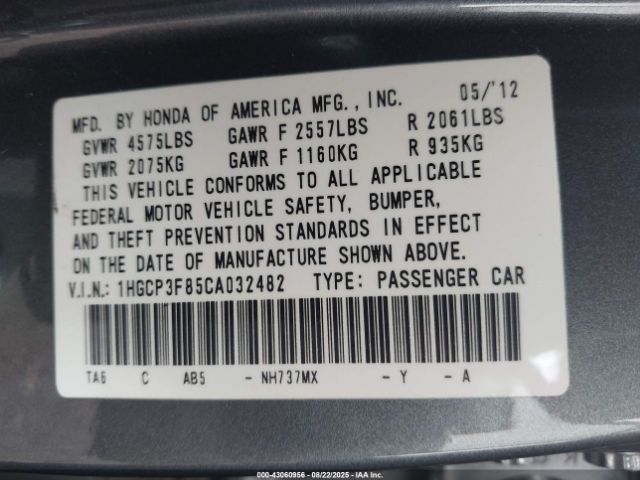 MFD. BY HONDA OF AMERICA MFG., INC. 05/'12
GVWR 4575LBS GAWR F 2557LBS R 2061LBS
GVWR 2075KG GAWR F 1160KG R 935KG
THIS VEHICLE CONFORMS TO ALL APPLICABLE
FEDERAL MOTOR VEHICLE SAFETY, BUMPER,
AND THEFT PREVENTION STANDARDS IN EFFECT
ON THE DATE OF MANUFACTURE SHOWN ABOVE.
V.I.N.: 1HGCP3F85CA032482 TYPE: PASSENGER CAR
TA6 C AB5 - NH737MX - Y - A
000-43060956 - 08/22/2025 - IAAI.COM